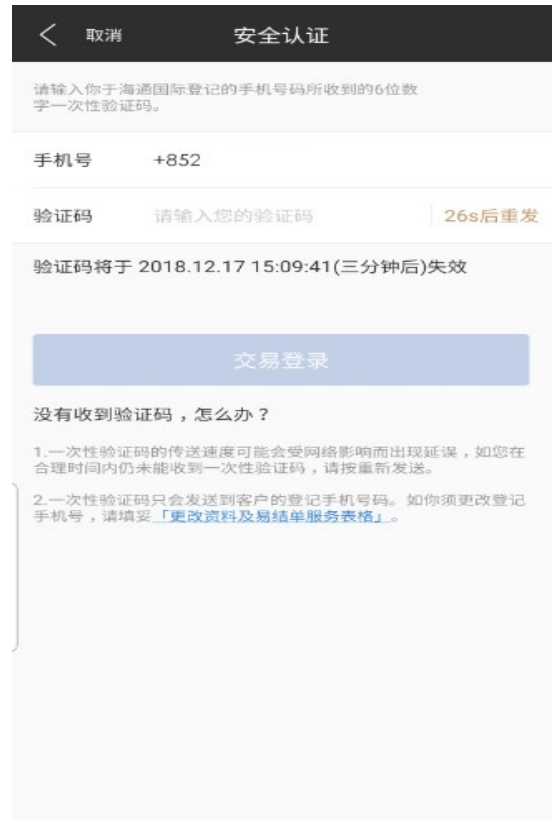 取消 安全认证
请输入你于海通国际登记的手机号码所收到的6位数
字一次性验证码。
手机号 +852
验证码 请输入您的验证码 26s后重发
验证码将于 2018.12.17 15:09:41(三分钟后)失效
交易登录
没有收到验证码，怎么办？
1.一次性验证码的传送速度可能会受网络影响而出现延误，如您在
合理时间内仍未能收到一次性验证码，请按重新发送。
2.一次性验证码只会发送到客户的登记手机号码。如你须更改登记
手机号，请填妥「更改资料及易结单服务表格」。